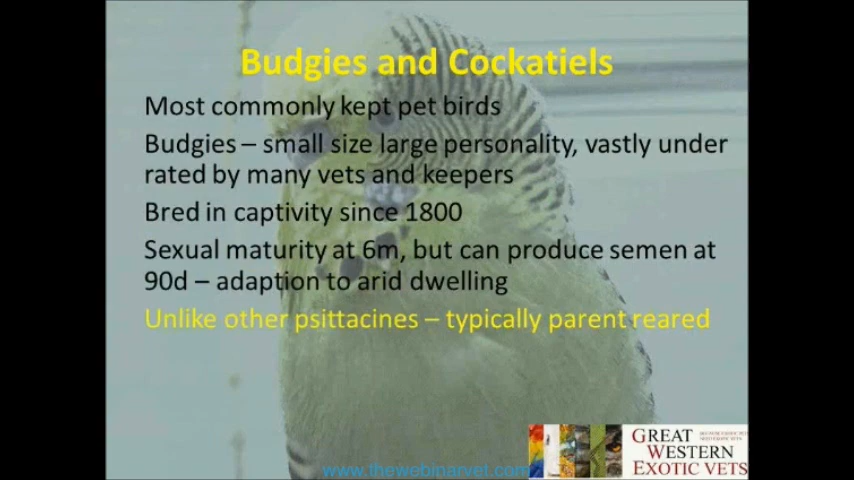 Budgies and Cockatiels
Most commonly kept pet birds
Budgies – small size large personality, vastly under
rated by many vets and keepers
Bred in captivity since 1800
Sexual maturity at 6m, but can produce semen at
90d – adaption to arid dwelling
Unlike other psittacines – typically parent reared
www.thewebinarvet.com
GREAT
WESTERN
EXOTIC VETS